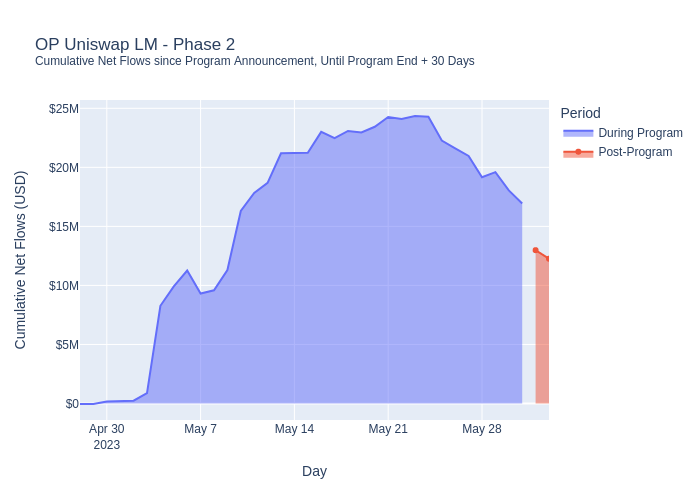 OP Uniswap LM - Phase 2
Cumulative Net Flows since Program Announcement, Until Program End + 30 Days
Period
During Program
Post-Program
Cumulative Net Flows (USD)
$25M
$20M
$15M
$10M
$5M
$0
Apr 30
2023
May 7
May 14
May 21
May 28
Day